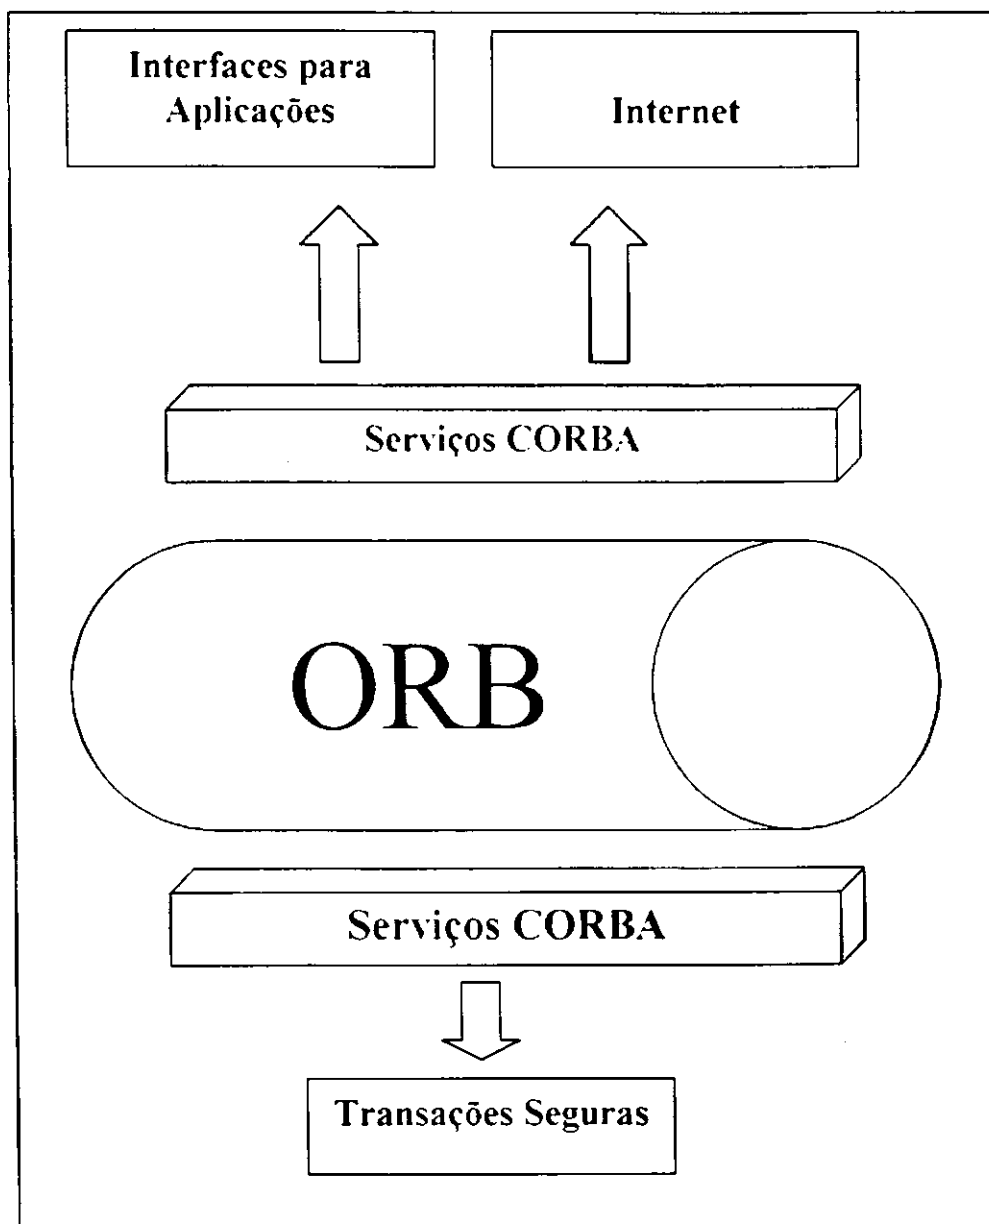 Interfaces para
Aplicações
Internet
Serviços CORBA
ORB
Serviços CORBA
Transações Seguras